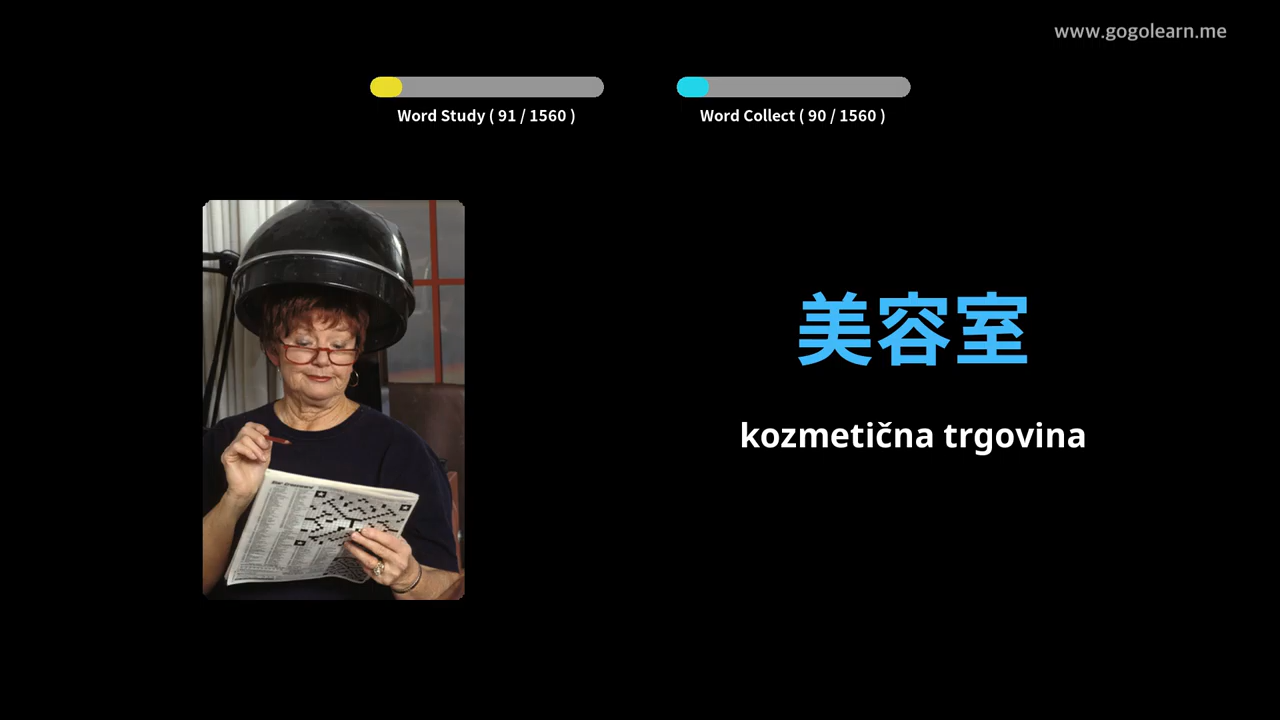 www.gogolearn.me
Word Study ( 91 / 1560 )
Word Collect ( 90 / 1560 )
美容室
kozmetična trgovina